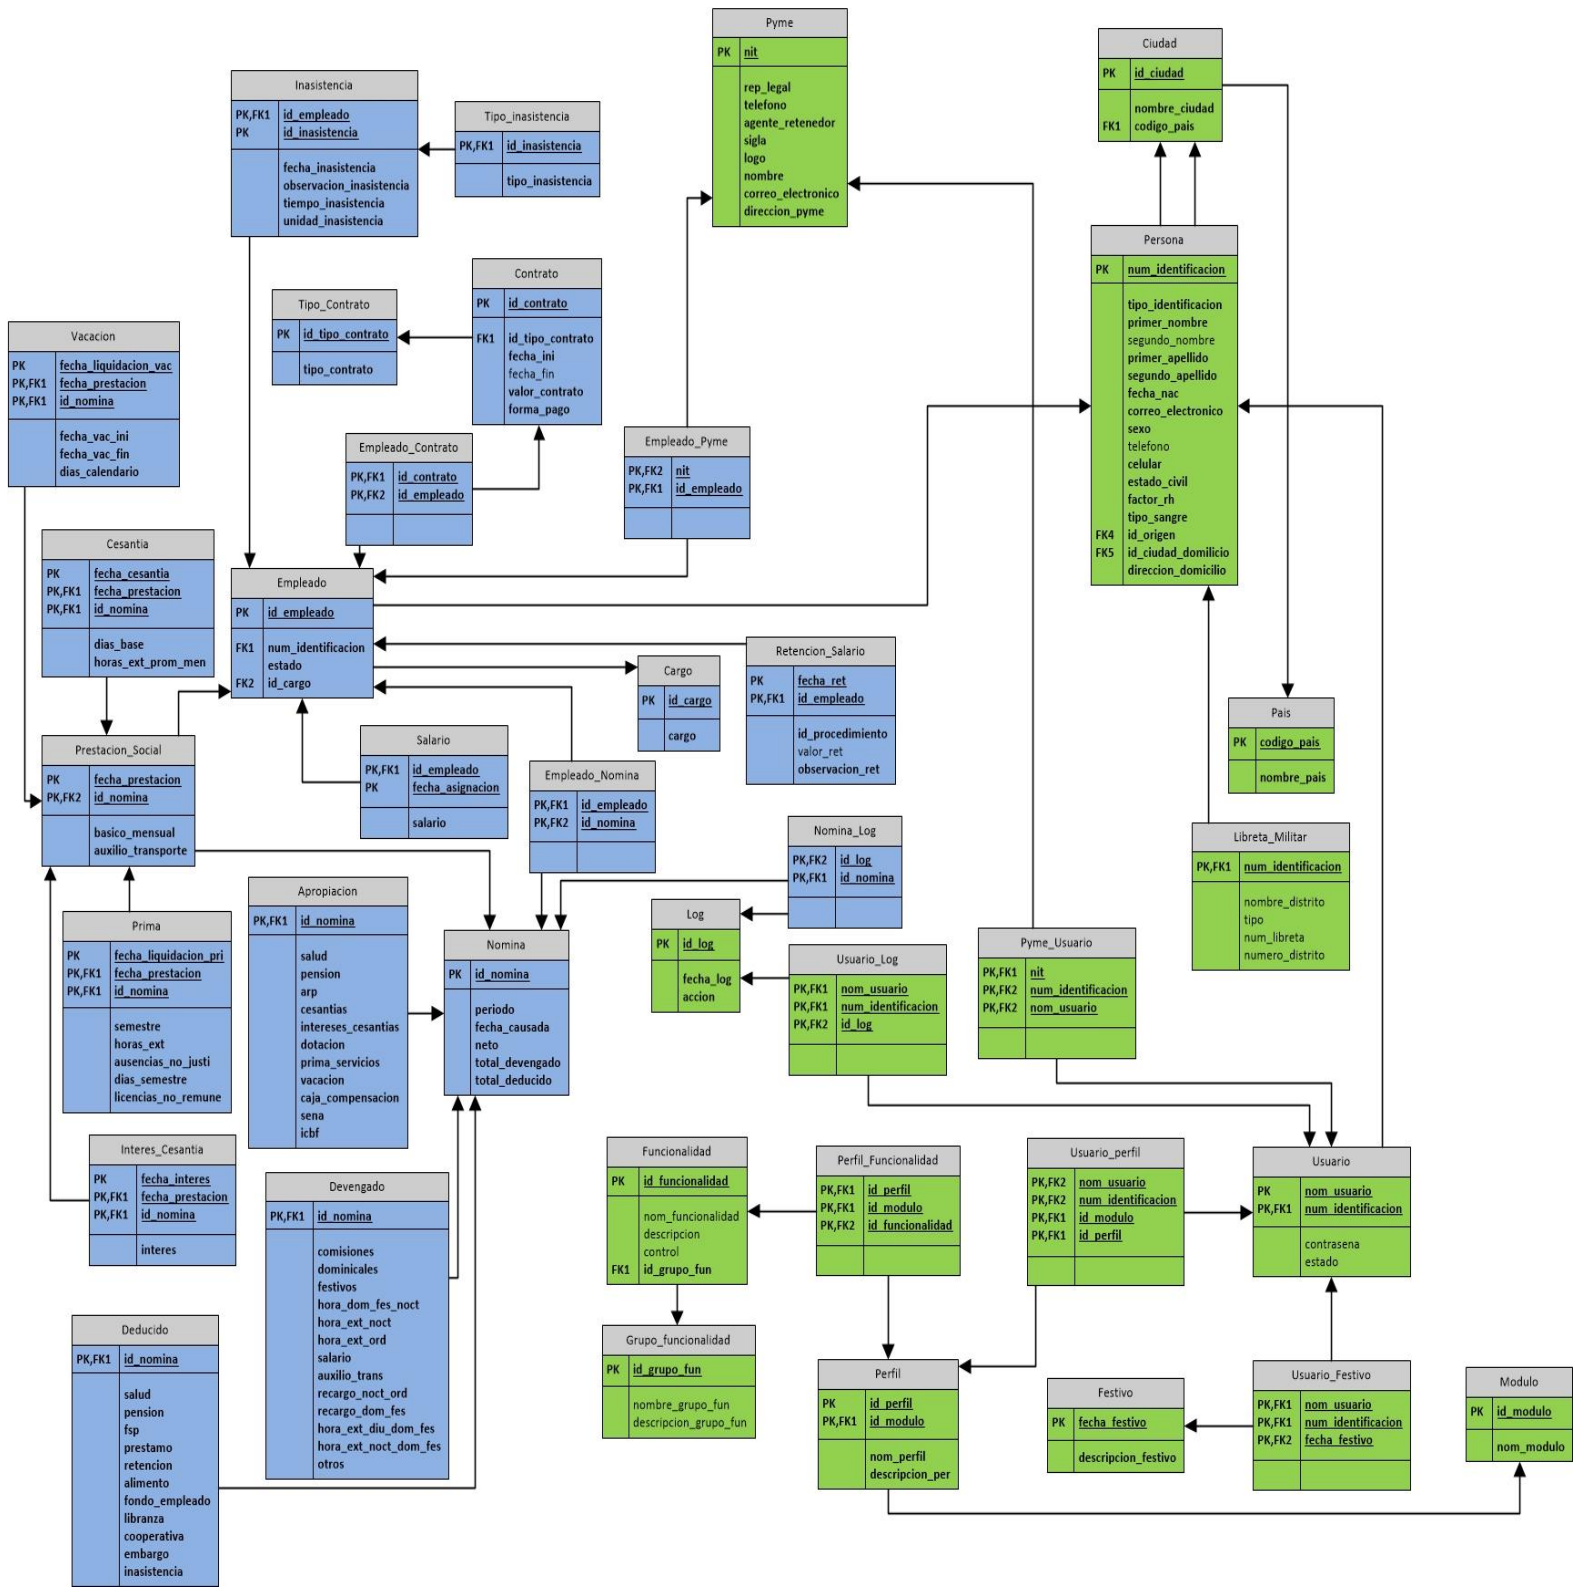 Pyme
PK nit
rep_legal
telefono
agente_retenedor
sigla
logo
nombre
correo_electronico
direccion_pyme
Ciudad
PK id_ciudad
nombre_ciudad
FK1 codigo_pais
Inasistencia
PK,FK1 id_empleado
PK id_inasistencia
fecha_inasistencia
observacion_inasistencia
tiempo_inasistencia
unidad_inasistencia
Tipo_inasistencia
PK,FK1 id_inasistencia
tipo_inasistencia
Persona
PK num_identificacion
tipo_identificacion
primer_nombre
segundo_nombre
primer_apellido
segundo_apellido
fecha_nac
correo_electronico
sexo
telefono
celular
estado_civil
factor_rh
tipo_sangre
FK4 id_origen
FK5 id_ciudad_domilicio
direccion_domicilio
Contrato
PK id_contrato
FK1 id_tipo_contrato
fecha_ini
fecha_fin
valor_contrato
forma_pago
Tipo_Contrato
PK id_tipo_contrato
tipo_contrato
Vacacion
PK fecha_liquidacion_vac
PK,FK1 fecha_prestacion
PK,FK1 id_nomina
fecha_vac_ini
fecha_vac_fin
dias_calendario
Empleado_Contrato
PK,FK1 id_contrato
PK,FK2 id_empleado
Empleado_Pyme
PK,FK2 nit
PK,FK1 id_empleado
Cesantia
PK fecha_cesantia
PK,FK1 fecha_prestacion
PK,FK1 id_nomina
dias_base
horas_ext_prom_men
Empleado
PK id_empleado
FK1 num_identificacion
estado
FK2 id_cargo
Retencion_Salario
PK fecha_ret
PK,FK1 id_empleado
id_procedimiento
valor_ret
observacion_ret
Cargo
PK id_cargo
cargo
Pais
PK codigo_pais
nombre_pais
Prestacion_Social
PK fecha_prestacion
PK,FK2 id_nomina
basico_mensual
auxilio_transporte
Salario
PK,FK1 id_empleado
PK fecha_asignacion
salario
Empleado_Nomina
PK,FK1 id_empleado
PK,FK2 id_nomina
Nomina_Log
PK,FK2 id_log
PK,FK1 id_nomina
Libreta_Militar
PK,FK1 num_identificacion
nombre_distrito
tipo
num_libreta
numero_distrito
Apropiacion
PK,FK1 id_nomina
salud
pension
arp
cesantias
intereses_cesantias
dotacion
prima_servicios
vacacion
caja_compensacion
sena
icbf
Log
PK id_log
fecha_log
accion
Prima
PK fecha_liquidacion_pri
PK,FK1 fecha_prestacion
PK,FK1 id_nomina
semestre
horas_ext
ausencias_no_justi
dias_semestre
licencias_no_remune
Nomina
PK id_nomina
periodo
fecha_causada
neto
total_devengado
total_deducido
Usuario_Log
PK,FK1 nom_usuario
PK,FK1 num_identificacion
PK,FK2 id_log
Pyme_Usuario
PK,FK1 nit
PK,FK2 num_identificacion
PK,FK2 nom_usuario
Interes_Cesantia
PK fecha_interes
PK,FK1 fecha_prestacion
PK,FK1 id_nomina
interes
Devengado
PK,FK1 id_nomina
comisiones
dominicales
festivos
hora_dom_fes_noct
hora_ext_noct
hora_ext_ord
salario
auxilio_trans
recargo_noct_ord
recargo_dom_fes
hora_ext_diu_dom_fes
hora_ext_noct_dom_fes
otros
Funcionalidad
PK id_funcionalidad
nom_funcionalidad
descripcion
control
FK1 id_grupo_fun
Perfil_Funcionalidad
PK,FK1 id_perfil
PK,FK1 id_modulo
PK,FK2 id_funcionalidad
Usuario_perfil
PK,FK2 nom_usuario
PK,FK2 num_identificacion
PK,FK1 id_modulo
PK,FK1 id_perfil
Usuario
PK nom_usuario
PK,FK1 num_identificacion
contrasena
estado
Deducido
PK,FK1 id_nomina
salud
pension
fsp
prestamo
retencion
alimento
fondo_empleado
libranza
cooperativa
embargo
inasistencia
Grupo_funcionalidad
PK id_grupo_fun
nombre_grupo_fun
descripcion_grupo_fun
Perfil
PK id_perfil
PK,FK1 id_modulo
nom_perfil
descripcion_per
Festivo
PK fecha_festivo
descripcion_festivo
Usuario_Festivo
PK,FK1 nom_usuario
PK,FK1 num_identificacion
PK,FK2 fecha_festivo
Modulo
PK id_modulo
nom_modulo